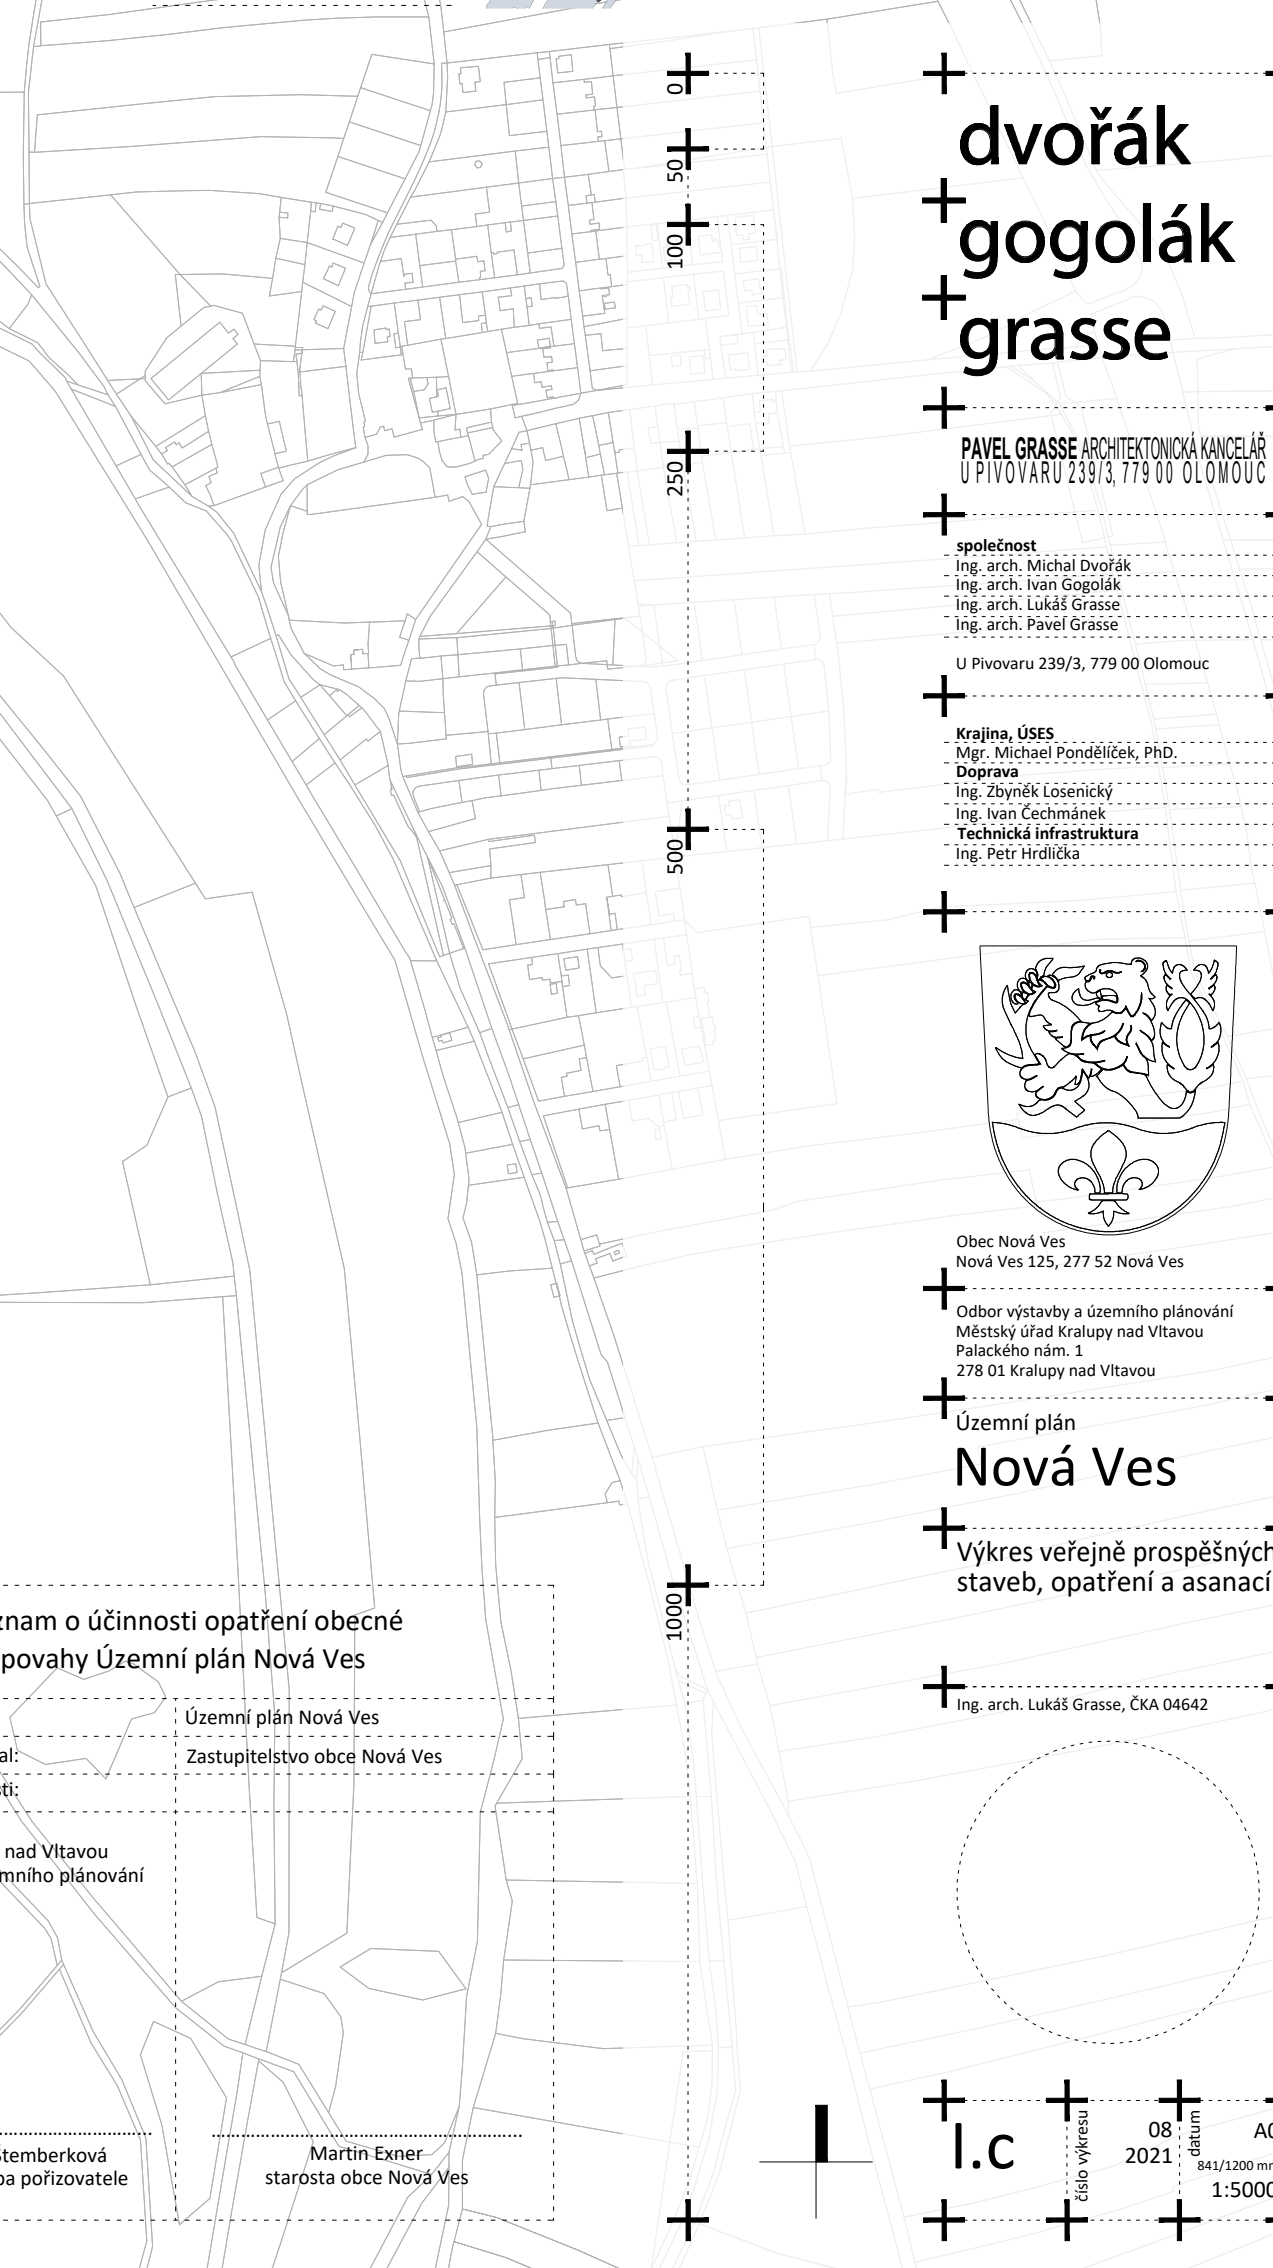 dvořák
gogolák
grasse
PAVEL GRASSE ARCHITEKTONICKÁ KANCELÁŘ
U PIVOVARU 239/3, 779 00 OLOMOUC
společnost
Ing. arch. Michal Dvořák
Ing. arch. Ivan Gogolák
Ing. arch. Lukáš Grasse
Ing. arch. Pavel Grasse
U Pivovaru 239/3, 779 00 Olomouc
Krajina, ÚSES
Mgr. Michael Pondělíček, PhD.
Doprava
Ing. Zbyněk Losenický
Ing. Ivan Čechmánek
Technická infrastruktura
Ing. Petr Hrdlička
Obec Nová Ves
Nová Ves 125, 277 52 Nová Ves
Odbor výstavby a územního plánování
Městský úřad Kralupy nad Vltavou
Palackého nám. 1
278 01 Kralupy nad Vltavou
Územní plán
Nová Ves
Výkres veřejně prospěšných
staveb, opatření a asanací
Ing. arch. Lukáš Grasse, ČKA 04642
I.c
číslo výkresu
08
2021
datum
A0
841/1200 mm
1:5000
0
50
100
250
500
1000
znam o účinnosti opatření obecné
povahy Územní plán Nová Ves
Územní plán Nová Ves
al:
Zastupitelstvo obce Nová Ves
sti:
nad Vltavou
mního plánování
Stemberková
ba pořizovatele
Martin Exner
starosta obce Nová Ves